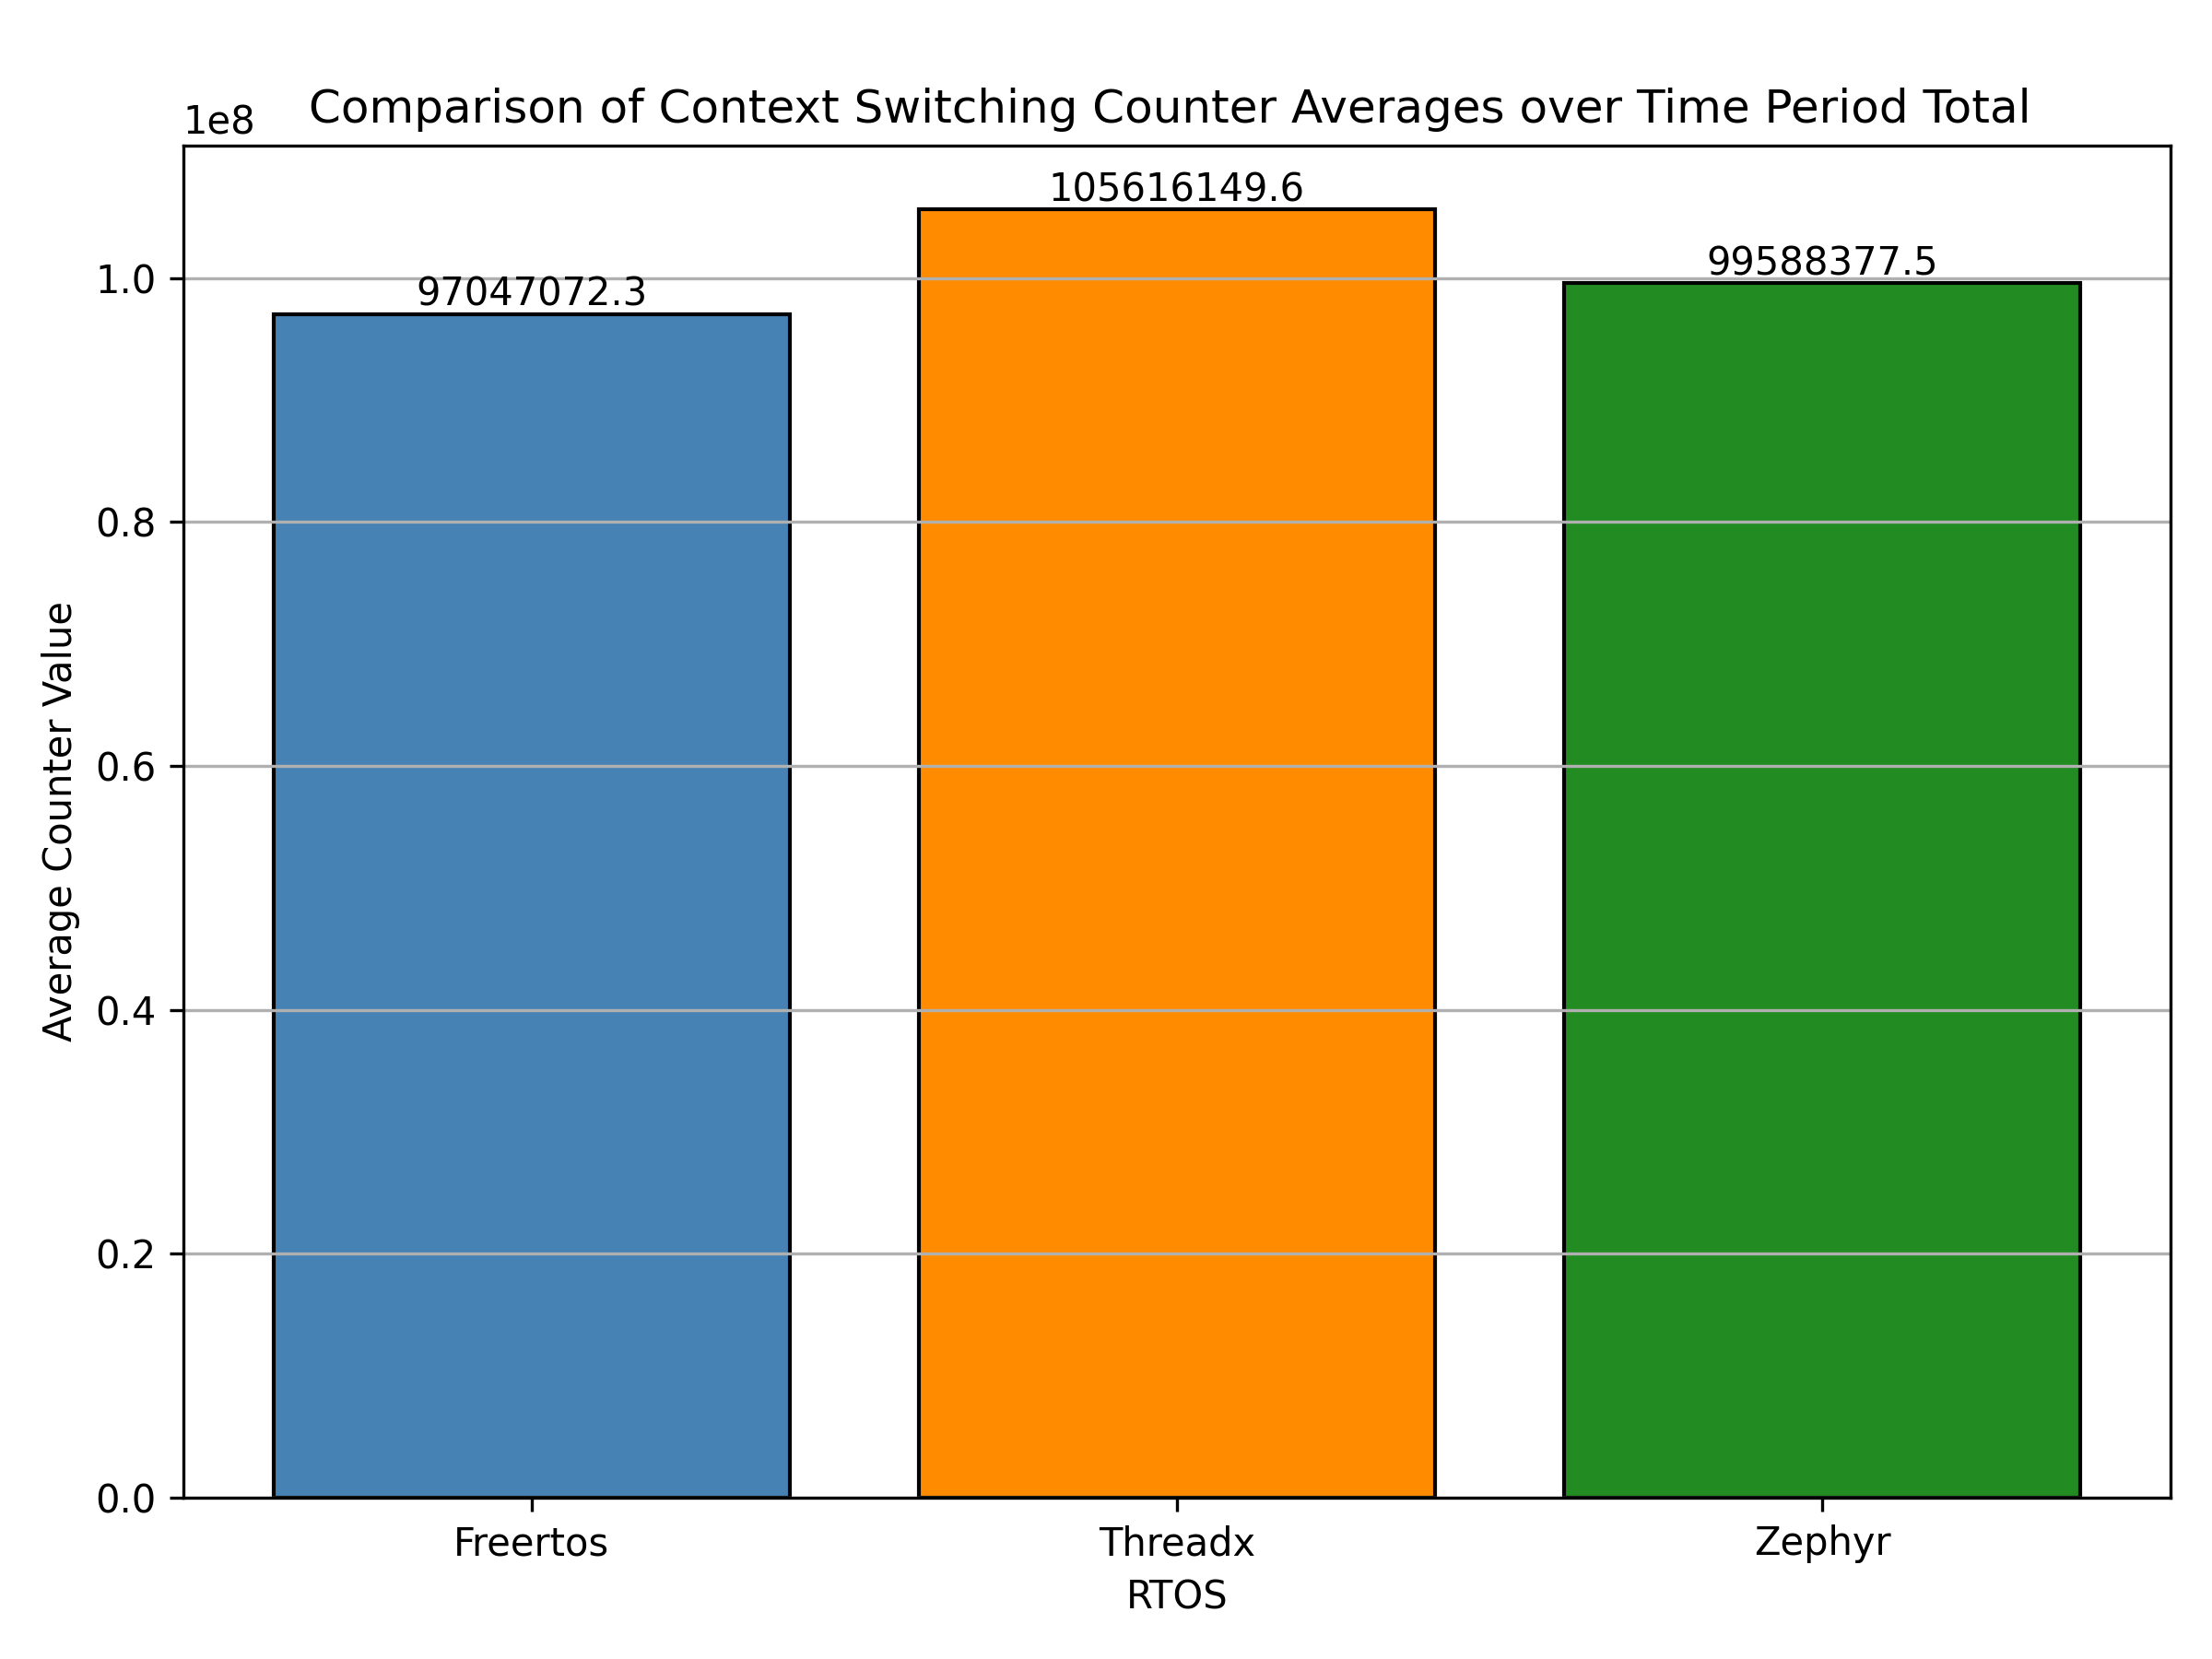 Comparison of Context Switching Counter Averages over Time Period Total
1e8
105616149.6
99588377.5
97047072.3
1.0
0.8
0.6
0.4
0.2
0.0
Average Counter Value
Freertos
Threadx
Zephyr
RTOS